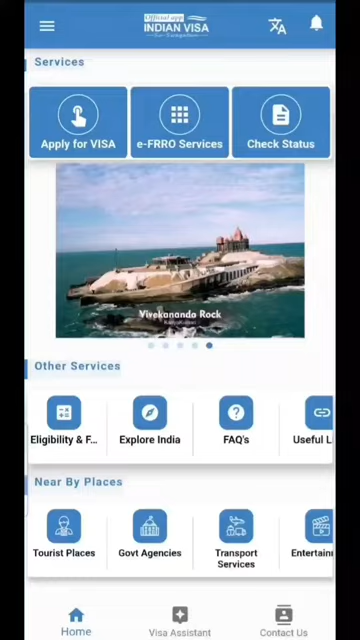 Official app
INDIAN VISA
Services
Apply for VISA
e-FRRO Services
Check Status
Vivekananda Rock
Other Services
Eligibility & F...
Explore India
FAQ's
Useful L
Near By Places
Tourist Places
Govt Agencies
Transport
Services
Entertainm
Home
Visa Assistant
Contact Us